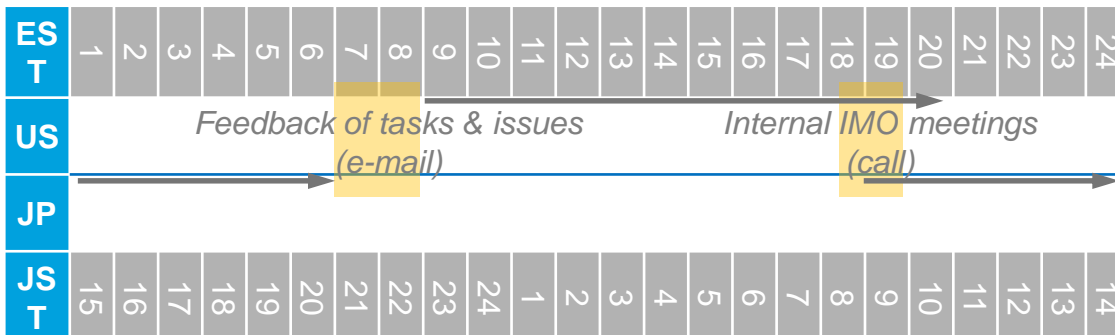 EST 1 2 3 4 5 6 7 8 9 10 11 12 13 14 15 16 17 18 19 20 21 22 23 24
US
Feedback of tasks & issues
(e-mail)
Internal IMO meetings
(call)
JP
JST 15 16 17 18 19 20 21 22 23 24 1 2 3 4 5 6 7 8 9 10 11 12 13 14